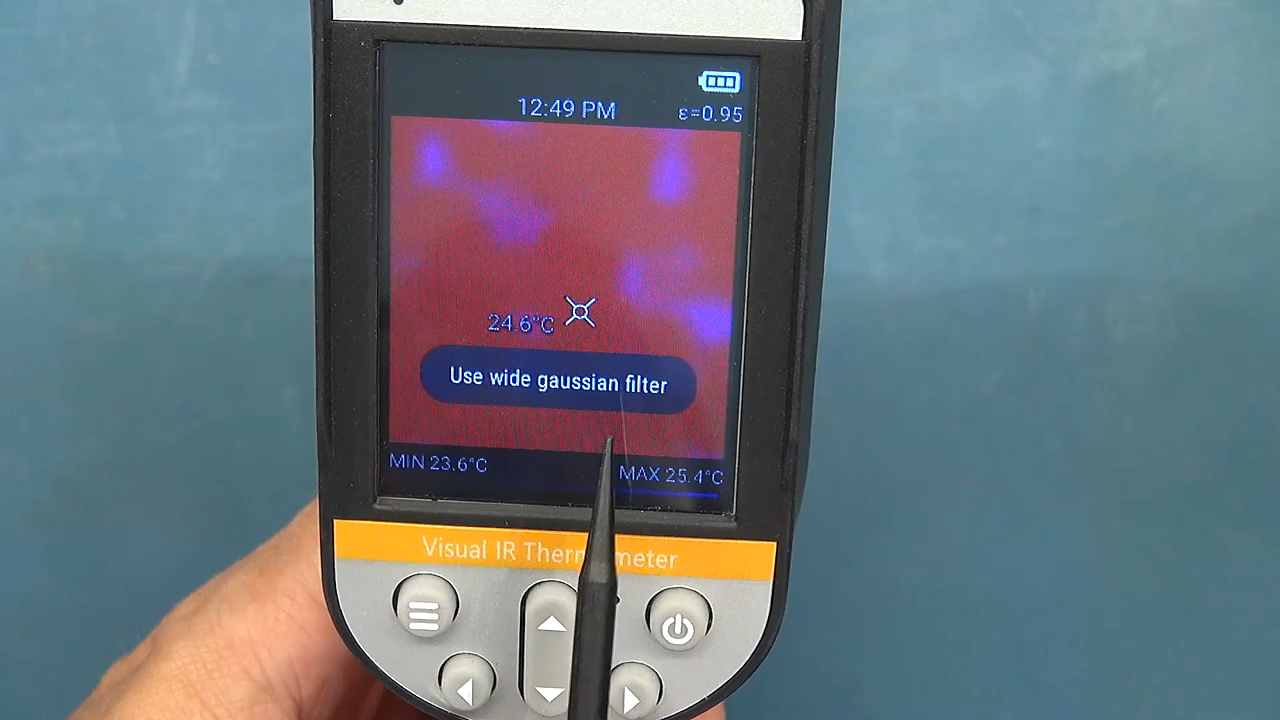 12:49 PM
ε=0.95
24.6°C
Use wide gaussian filter
MIN 23.6°C
MAX 25.4°C
Visual IR Thermometer